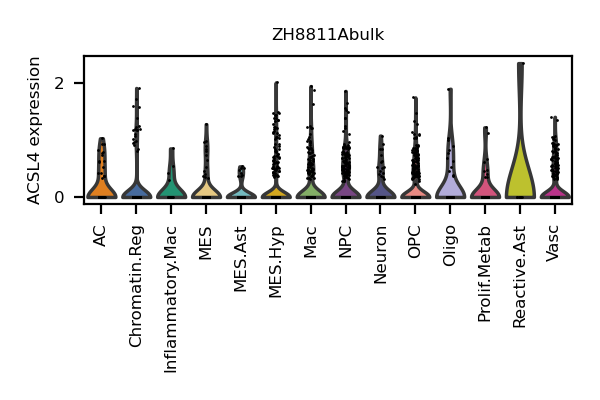 ZH8811Abulk
ACSL4 expression
2
0
AC
Chromatin.Reg
Inflammatory.Mac
MES
MES.Ast
MES.Hyp
Mac
NPC
Neuron
OPC
Oligo
Prolif.Metab
Reactive.Ast
Vasc